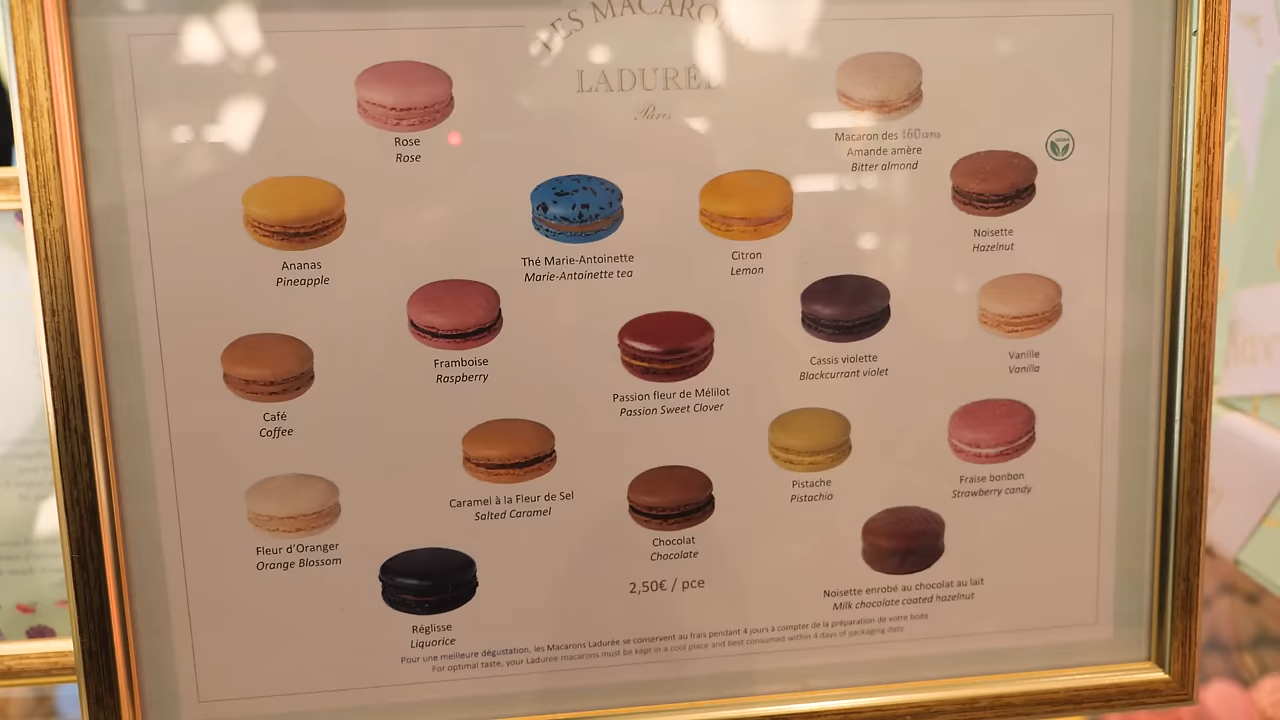 LES MACARO
LADURÉE
Paris
Rose
Rose
Macaron des 160ans
Amande amère
Bitter almond
VEGAN
Noisette
Hazelnut
Ananas
Pineapple
Thé Marie-Antoinette
Marie-Antoinette tea
Citron
Lemon
Framboise
Raspberry
Cassis violette
Blackcurrant violet
Vanille
Vanilla
Café
Coffee
Passion fleur de Mélilot
Passion Sweet Clover
Caramel à la Fleur de Sel
Salted Caramel
Pistache
Pistachio
Fraise bonbon
Strawberry candy
Fleur d'Oranger
Orange Blossom
Chocolat
Chocolate
2,50€ / pce
Noisette enrobé au chocolat au lait
Milk chocolate coated hazelnut
Réglisse
Liquorice
Pour une meilleure dégustation, les Macarons Ladurée se conservent au frais pendant 4 jours à compter de la préparation de votre boite
For optimal taste, your Ladurée macarons must be kept in a cool place and best consumed within 4 days of packaging date.